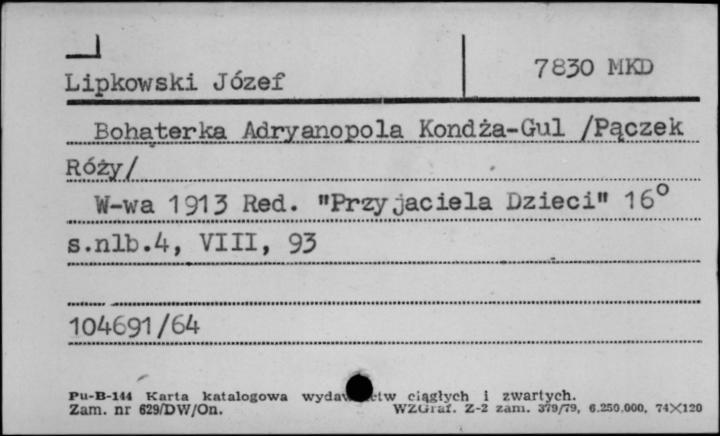 Lipkowski Józef
7830 MKD
Bohaterka Adryanopola Kondża-Gul /Pączek
Róży/
W-wa 1913 Red. "Przyjaciela Dzieci" 16°
s.nlb.4, VIII, 93
104691/64
Pu-B-144 Karta katalogowa ciągłych i zwartych.
Zam. nr 629/DW/On.
WZGraf. Z-2 zam. 379/79, 6.250.000, 74×120